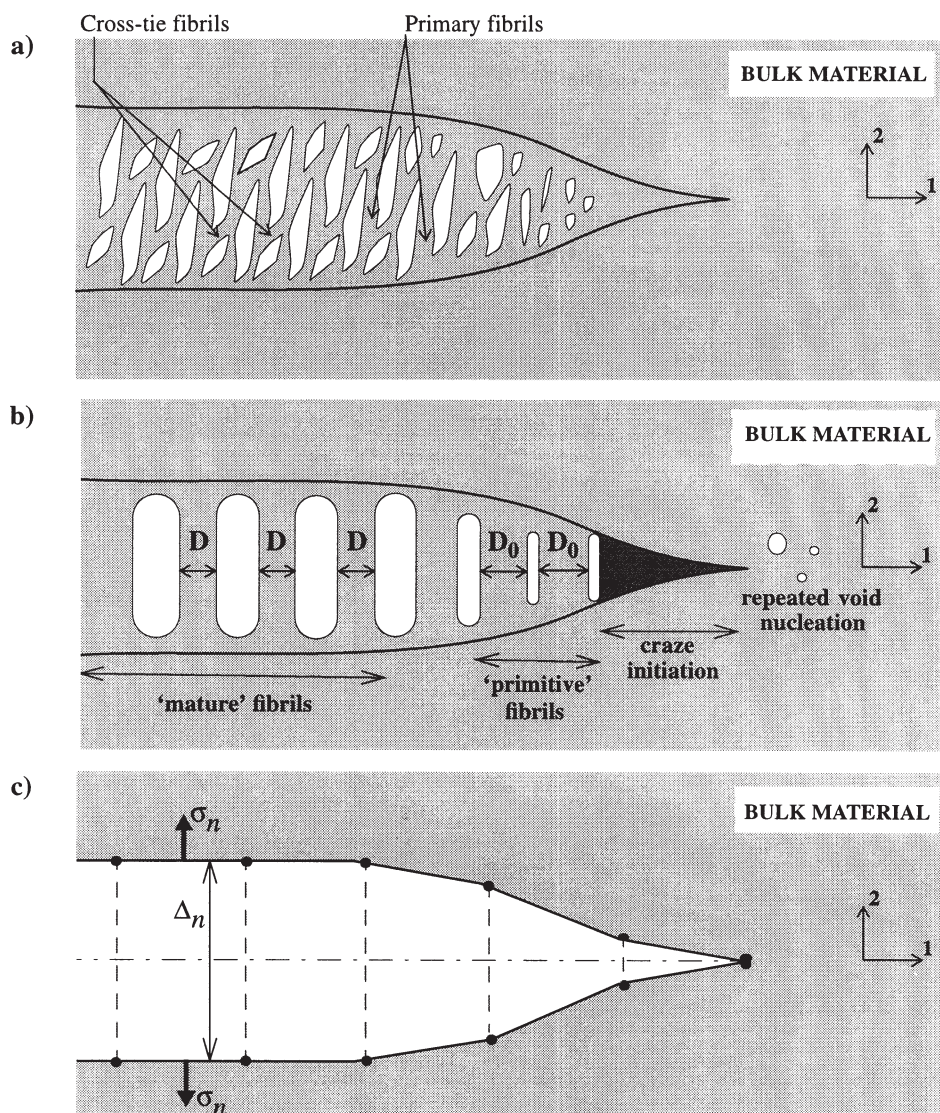 Cross-tie fibrils Primary fibrils
a)
BULK MATERIAL
2
1
b)
BULK MATERIAL
2
1
D D D D₀ D₀
repeated void
nucleation
craze
initiation
'mature' fibrils
'primitive'
fibrils
c)
BULK MATERIAL
σₙ
Δₙ
2
1
σₙ